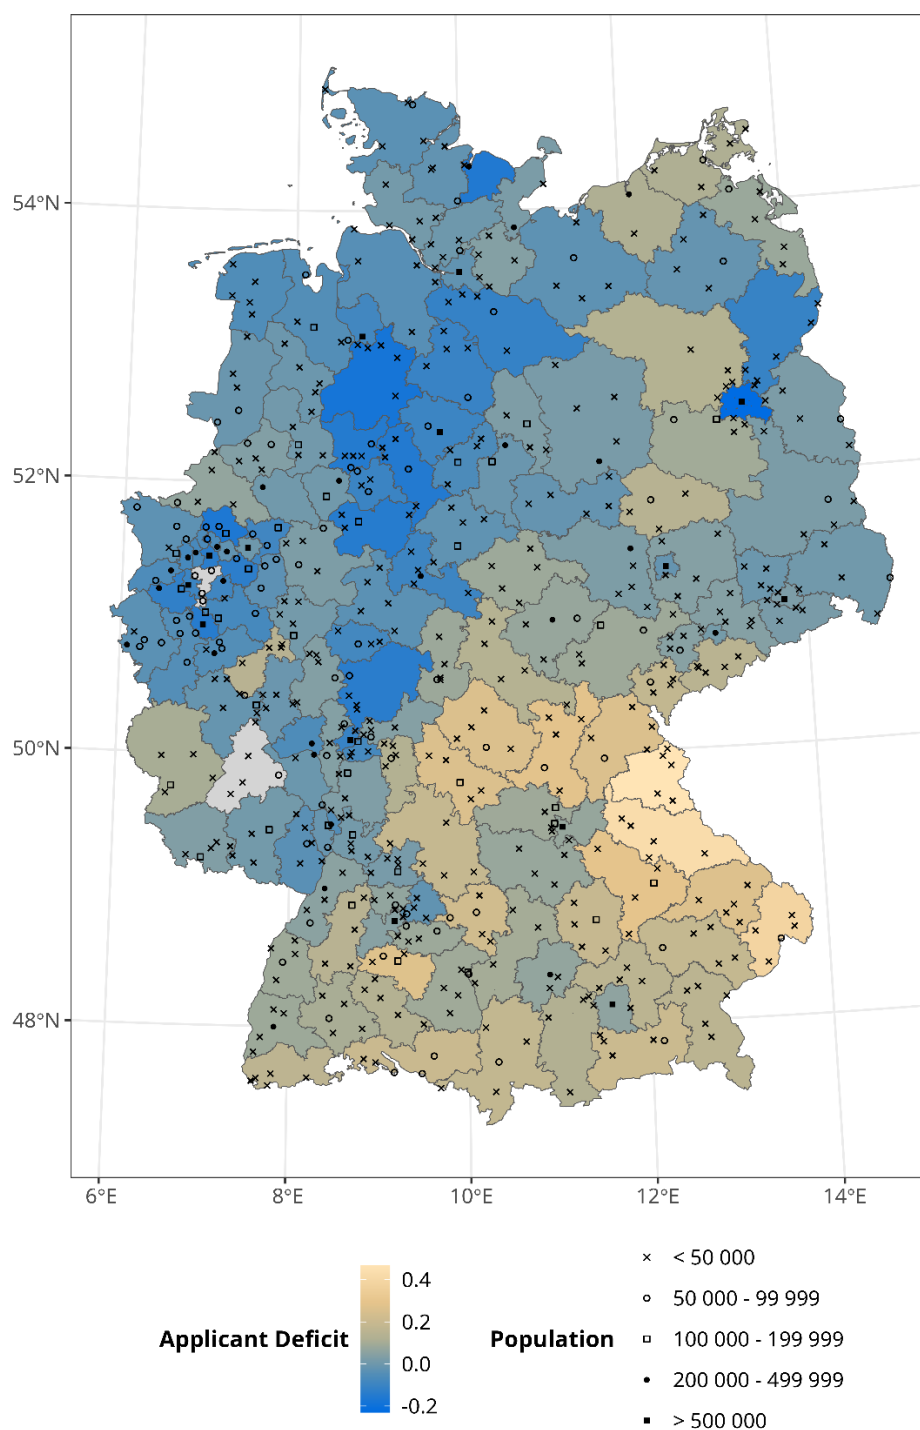 54°N
52°N
50°N
48°N
6°E 8°E 10°E 12°E 14°E
Applicant Deficit
0.4
0.2
0.0
-0.2
Population
< 50 000
50 000 - 99 999
100 000 - 199 999
200 000 - 499 999
> 500 000